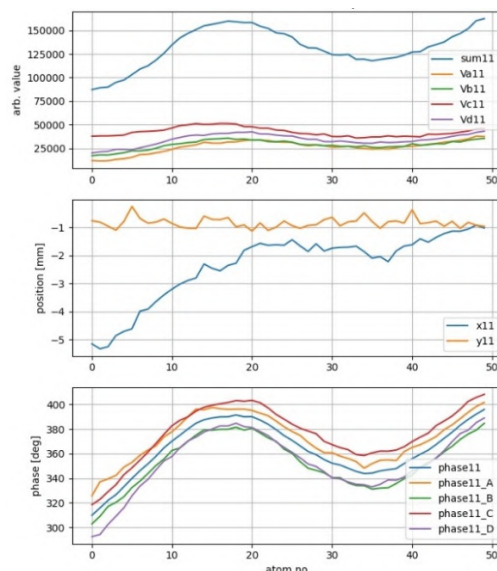 150000
125000
100000
75000
50000
25000
arb. value
sum11
Va11
Vb11
Vc11
Vd11
0 10 20 30 40 50
-1
-2
-3
-4
-5
position [mm]
x11
y11
0 10 20 30 40 50
400
380
360
340
320
300
phase [deg]
phase11
phase11_A
phase11_B
phase11_C
phase11_D
0 10 20 30 40 50